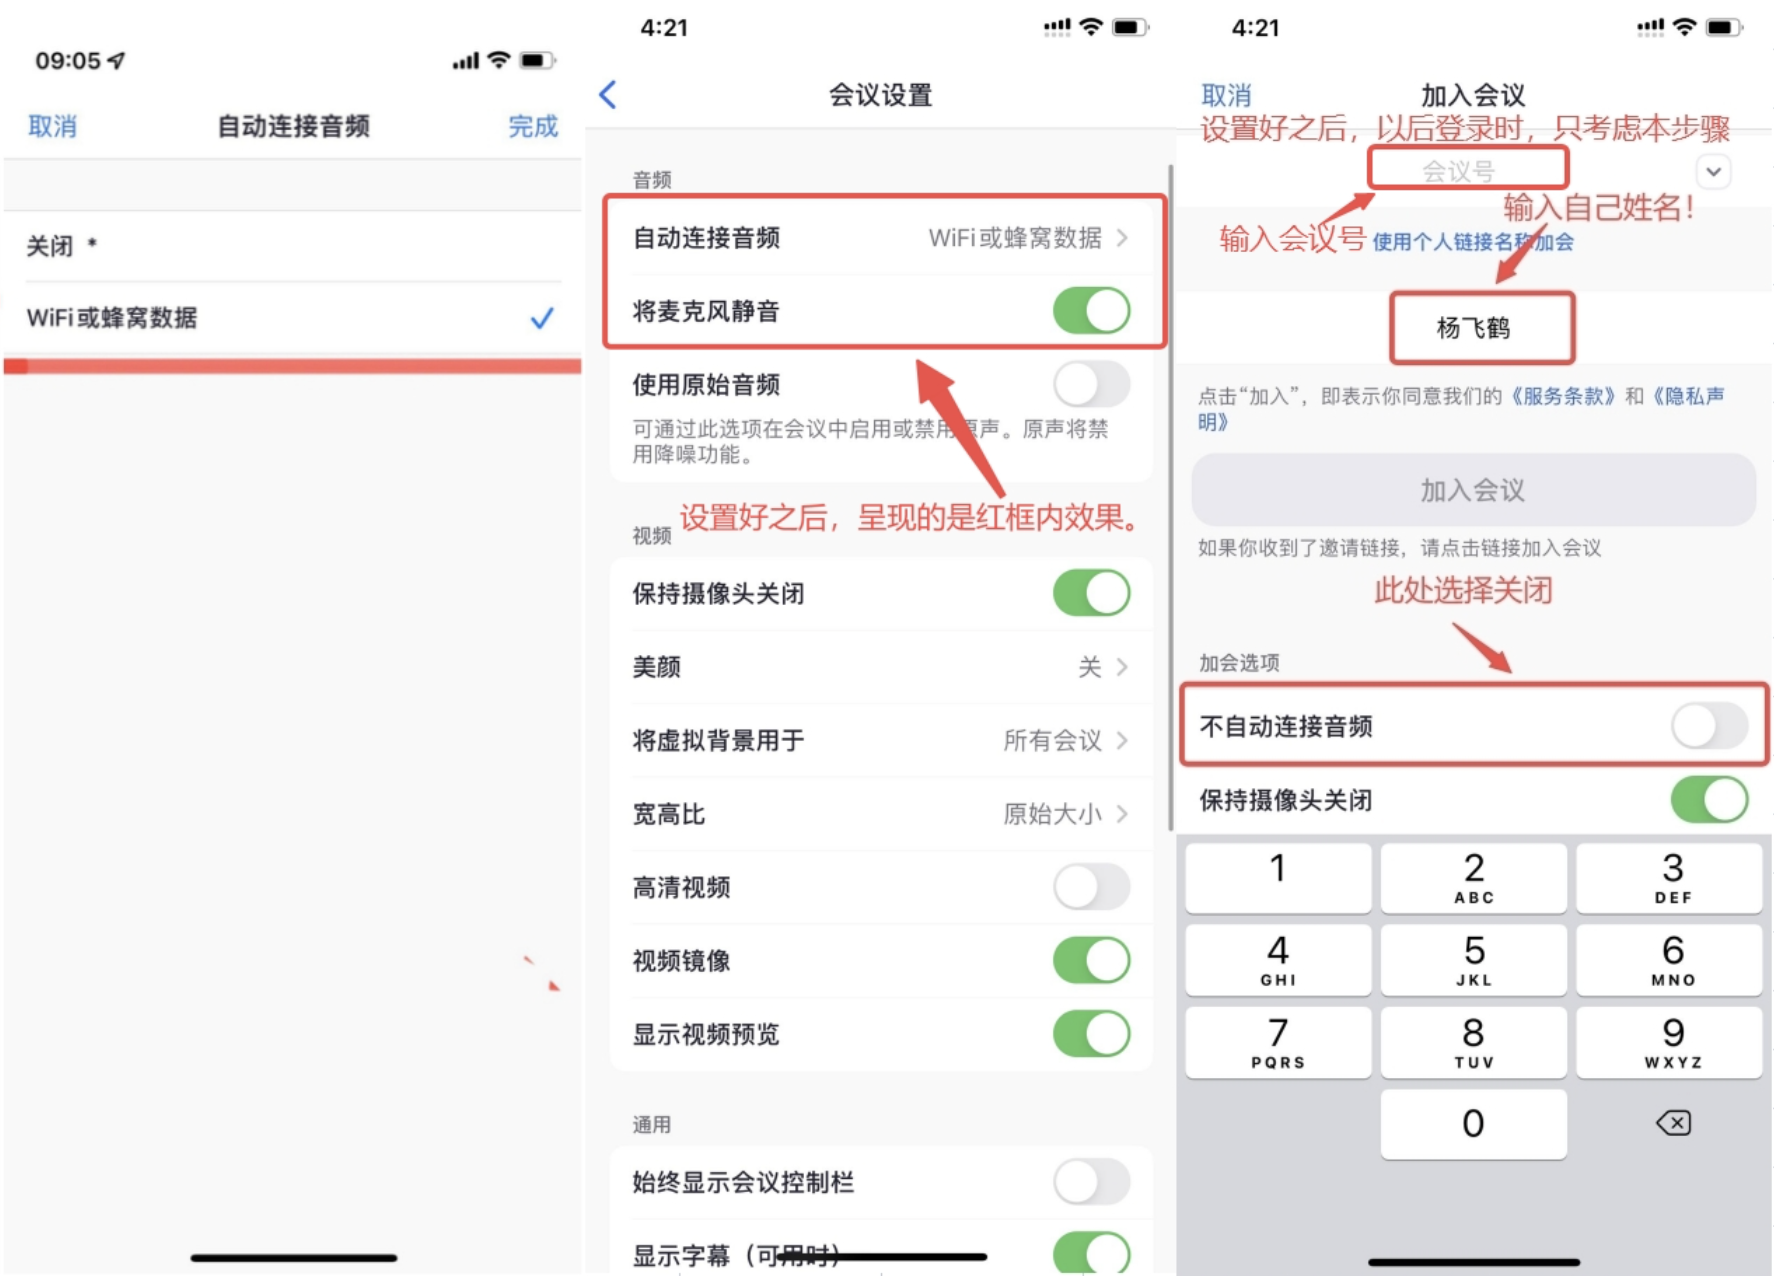 09:05
取消
自动连接音频
完成
关闭 *
WiFi或蜂窝数据
4:21
会议设置
音频
自动连接音频
WiFi或蜂窝数据
将麦克风静音
使用原始音频
可通过此选项在会议中启用或禁用原声。原声将禁
用降噪功能。
设置好之后，呈现的是红框内效果。
视频
保持摄像头关闭
美颜
关
将虚拟背景用于
所有会议
宽高比
原始大小
高清视频
视频镜像
显示视频预览
通用
始终显示会议控制栏
显示字幕（可用时）
4:21
取消
加入会议
设置好之后，以后登录时，只考虑本步骤
会议号
输入自己姓名！
输入会议号
使用个人链接名称加会
杨飞鹤
点击“加入”，即表示你同意我们的《服务条款》和《隐私声
明》
加入会议
如果你收到了邀请链接，请点击链接加入会议
此处选择关闭
加会选项
不自动连接音频
保持摄像头关闭
1
2
ABC
3
DEF
4
GHI
5
JKL
6
MNO
7
PQRS
8
TUV
9
WXYZ
0